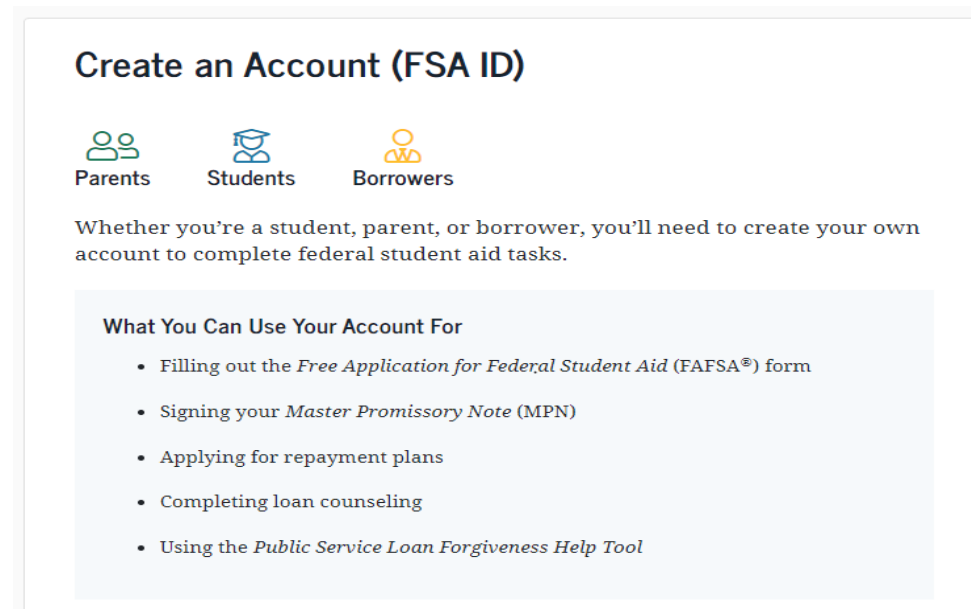 Create an Account (FSA ID)
Parents Students Borrowers
Whether you’re a student, parent, or borrower, you’ll need to create your own
account to complete federal student aid tasks.
What You Can Use Your Account For
• Filling out the Free Application for Federal Student Aid (FAFSA®) form
• Signing your Master Promissory Note (MPN)
• Applying for repayment plans
• Completing loan counseling
• Using the Public Service Loan Forgiveness Help Tool